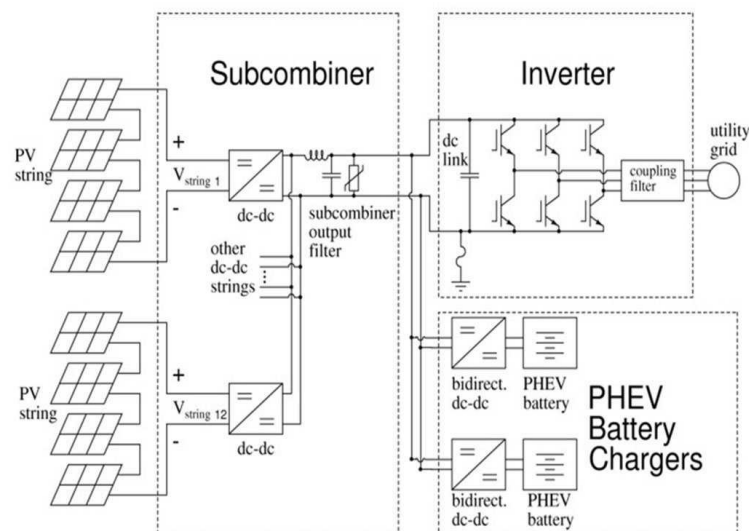 Subcombiner
Inverter
PV
string
+
V string 1
-
dc-dc
subcombiner
output
filter
other
dc-dc
strings
dc
link
coupling
filter
utility
grid
PV
string
+
V string 12
-
dc-dc
bidirect.
dc-dc
PHEV
battery
PHEV
Battery
Chargers
bidirect.
dc-dc
PHEV
battery